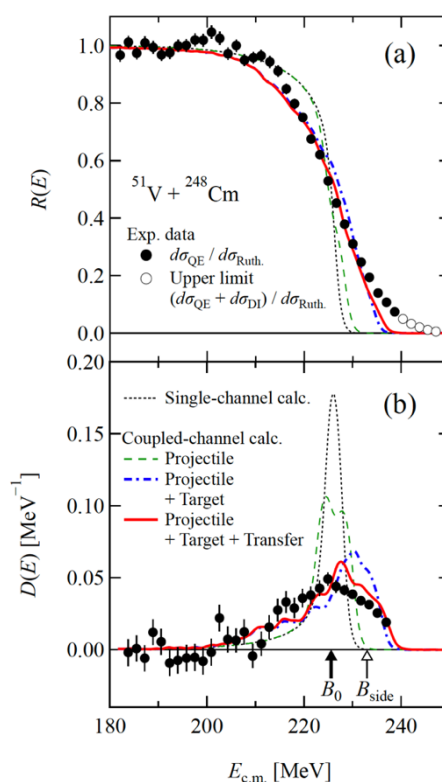 1.0
0.8
0.6
0.4
0.2
0.0
R(E)
(a)
⁵¹V + ²⁴⁸Cm
Exp. data
dσQE / dσRuth.
Upper limit
(dσQE + dσDI) / dσRuth.
0.20
0.15
0.10
0.05
0.00
D(E) [MeV⁻¹]
(b)
Single-channel calc.
Coupled-channel calc.
Projectile
Projectile
+ Target
Projectile
+ Target + Transfer
B₀
Bside
180
200
220
240
Ec.m. [MeV]